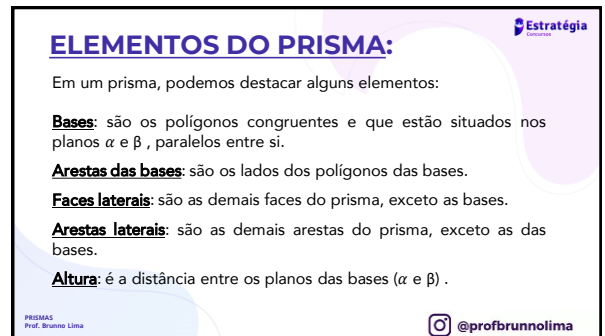 Estratégia
Concursos
ELEMENTOS DO PRISMA:
Em um prisma, podemos destacar alguns elementos:
Bases: são os polígonos congruentes e que estão situados nos
planos α e β , paralelos entre si.
Arestas das bases: são os lados dos polígonos das bases.
Faces laterais: são as demais faces do prisma, exceto as bases.
Arestas laterais: são as demais arestas do prisma, exceto as das
bases.
Altura: é a distância entre os planos das bases (α e β) .
PRISMAS
Prof. Brunno Lima
@profbrunnolima